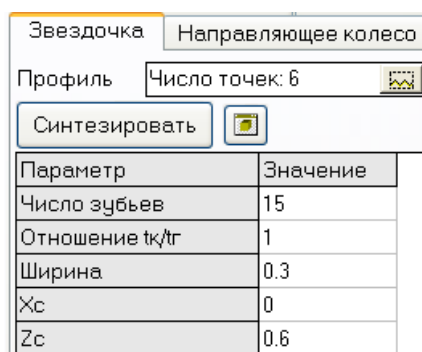 Звездочка Направляющее колесо
Профиль Число точек: 6
Синтезировать
Параметр Значение
Число зубьев 15
Отношение tк/tг 1
Ширина 0.3
Xc 0
Zc 0.6